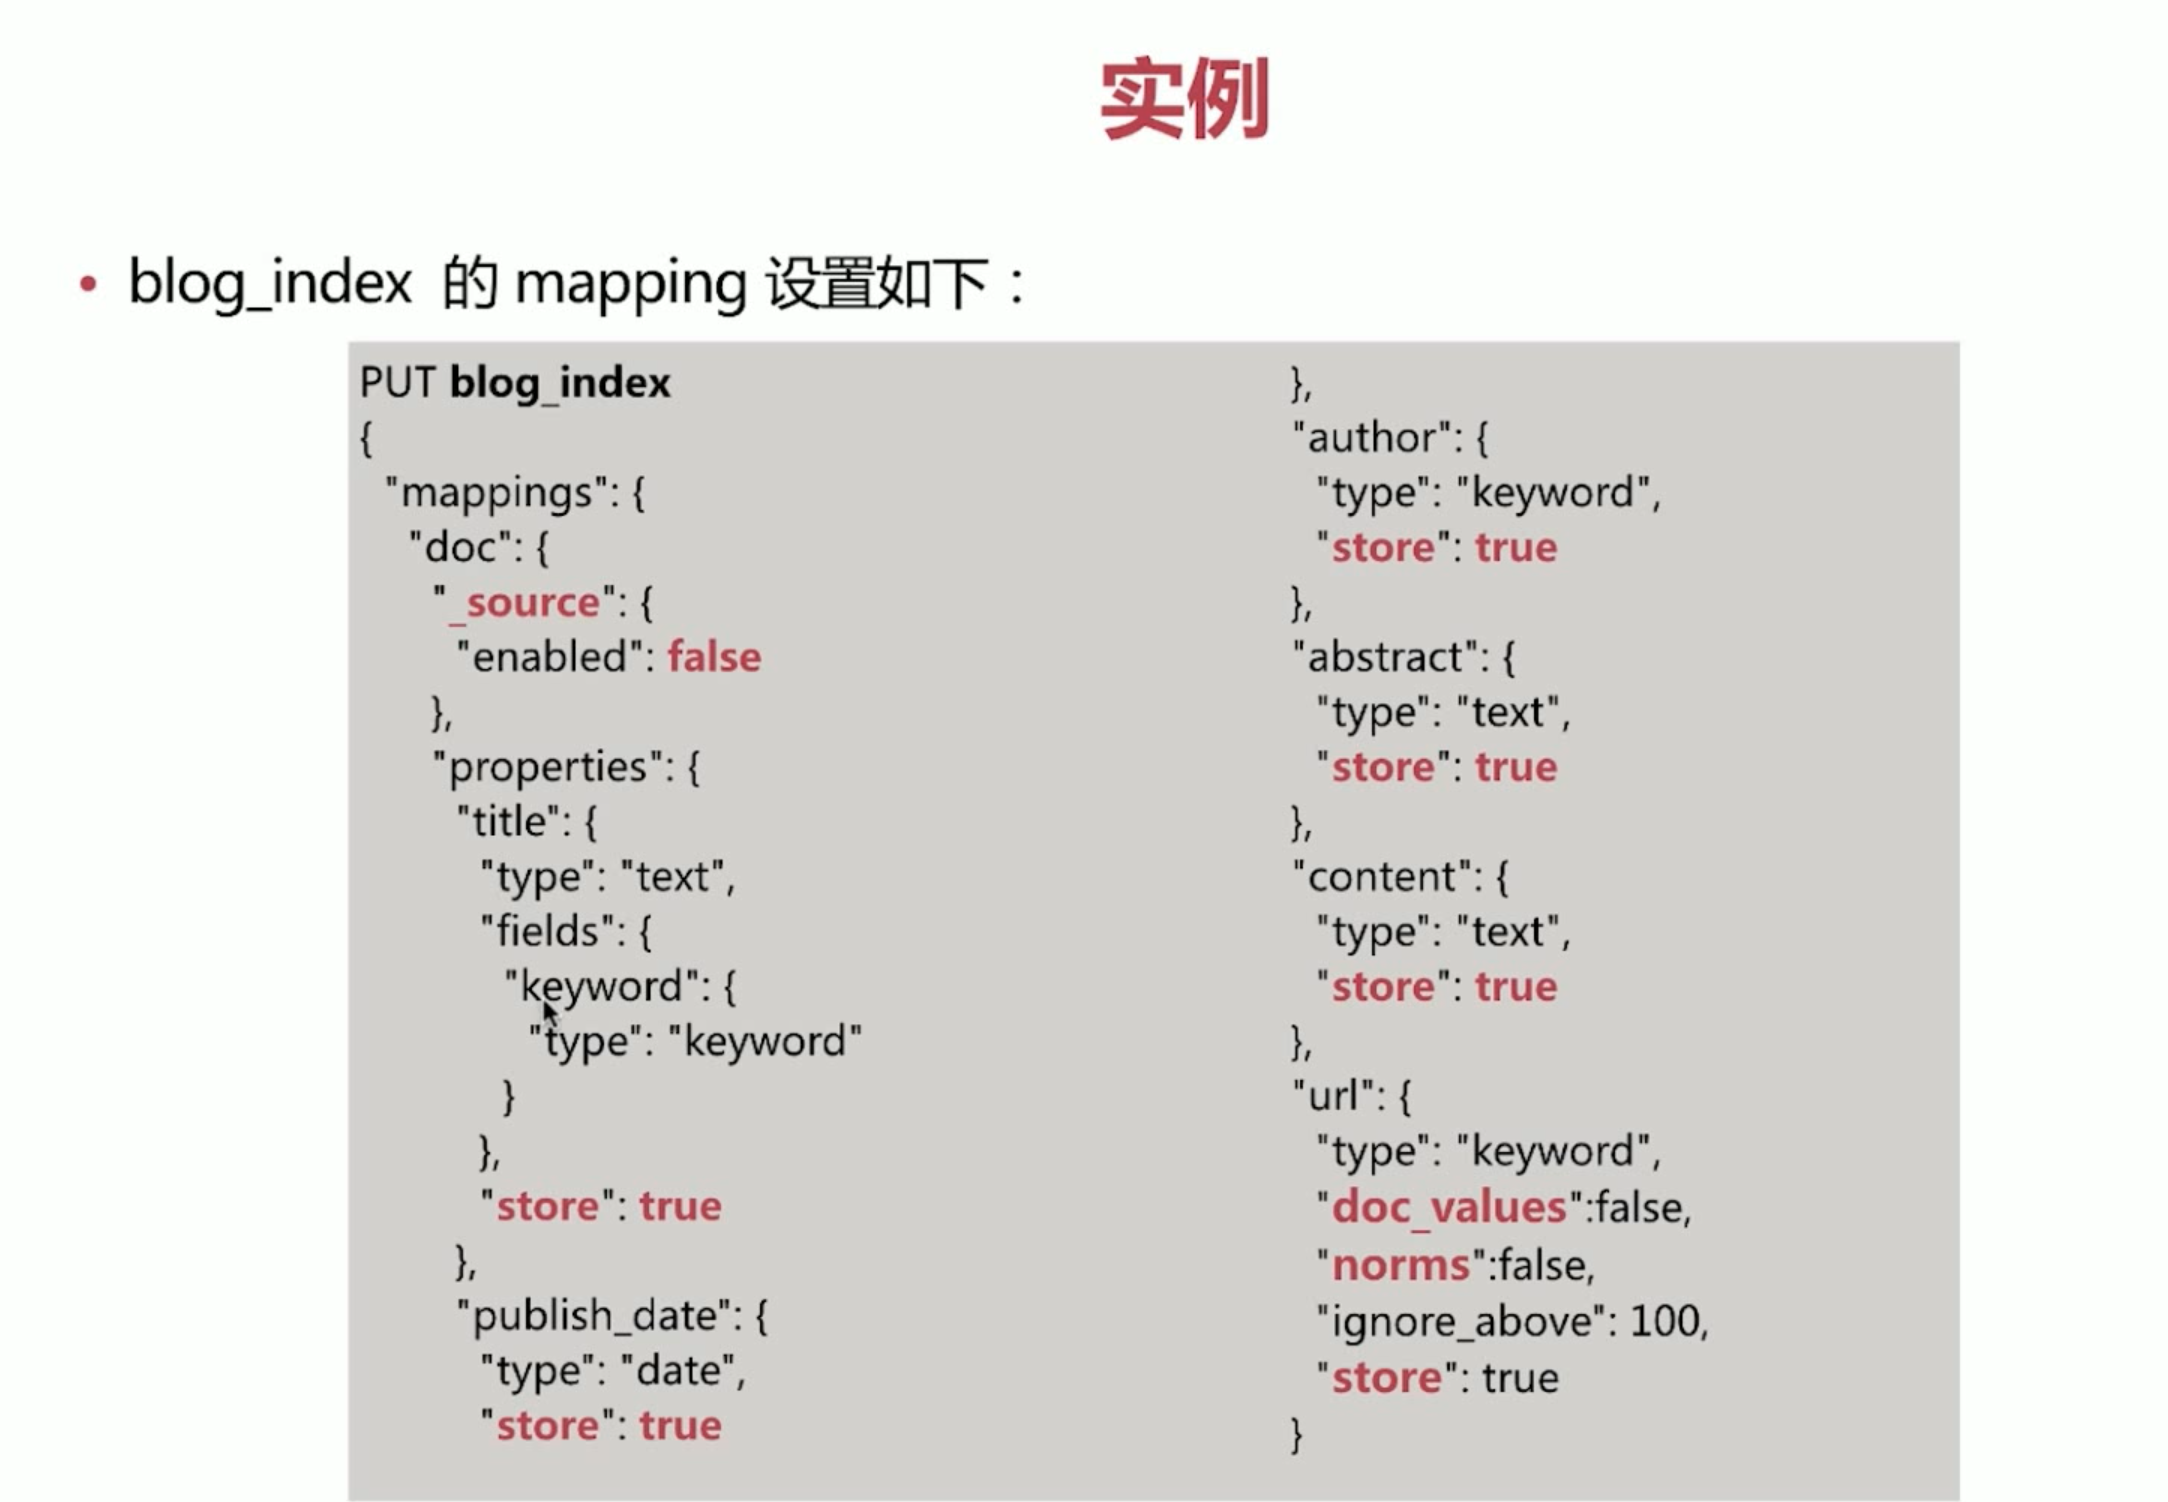 实例
• blog_index 的 mapping 设置如下：
PUT blog_index
{
"mappings": {
"doc": {
"_source": {
"enabled": false
},
"properties": {
"title": {
"type": "text",
"fields": {
"keyword": {
"type": "keyword"
}
},
"store": true
},
"publish_date": {
"type": "date",
"store": true
},
"author": {
"type": "keyword",
"store": true
},
"abstract": {
"type": "text",
"store": true
},
"content": {
"type": "text",
"store": true
},
"url": {
"type": "keyword",
"doc_values":false,
"norms":false,
"ignore_above": 100,
"store": true
}